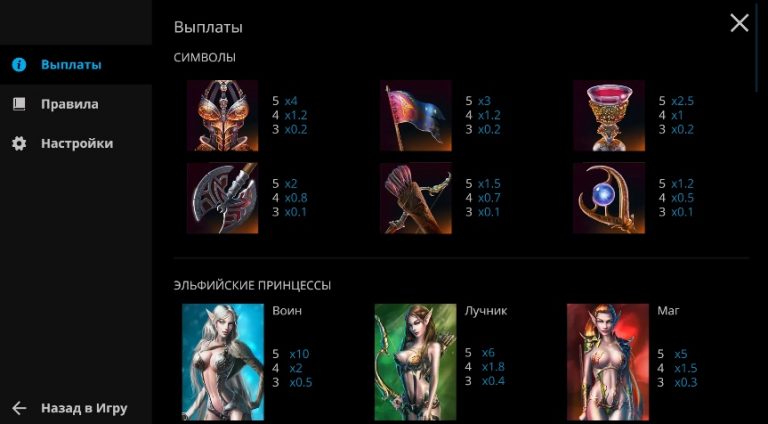 Выплаты
Правила
Настройки
Назад в Игру
Выплаты
СИМВОЛЫ
5 x4
4 x1.2
3 x0.2
5 x3
4 x1.2
3 x0.2
5 x2.5
4 x1
3 x0.2
5 x2
4 x0.8
3 x0.1
5 x1.5
4 x0.7
3 x0.1
5 x1.2
4 x0.5
3 x0.1
ЭЛЬФИЙСКИЕ ПРИНЦЕССЫ
Воин
5 x10
4 x2
3 x0.5
Лучник
5 x6
4 x1.8
3 x0.4
Маг
5 x5
4 x1.5
3 x0.3